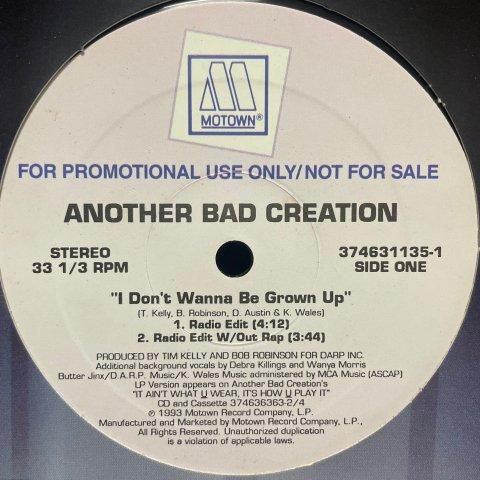 MOTOWN®
FOR PROMOTIONAL USE ONLY/NOT FOR SALE
ANOTHER BAD CREATION
STEREO
33 1/3 RPM
374631135-1
SIDE ONE
"I Don't Wanna Be Grown Up"
(T. Kelly, B. Robinson, D. Austin & K. Wales)
1. Radio Edit (4:12)
2. Radio Edit W/Out Rap (3:44)
PRODUCED BY TIM KELLY AND BOB ROBINSON FOR DARP INC.
Additional background vocals by Debra Killings and Wanya Morris
Butter Jinx/D.A.R.P. Music/K. Wales Music administered by MCA Music (ASCAP)
LP Version appears on Another Bad Creation's
"IT AIN'T WHAT U WEAR, IT'S HOW U PLAY IT"
CD and Cassette 374636363-2/4
℗ 1993 Motown Record Company, L.P.
Manufactured and Marketed by Motown Record Company, L.P.,
All Rights Reserved. Unauthorized duplication
is a violation of applicable laws.